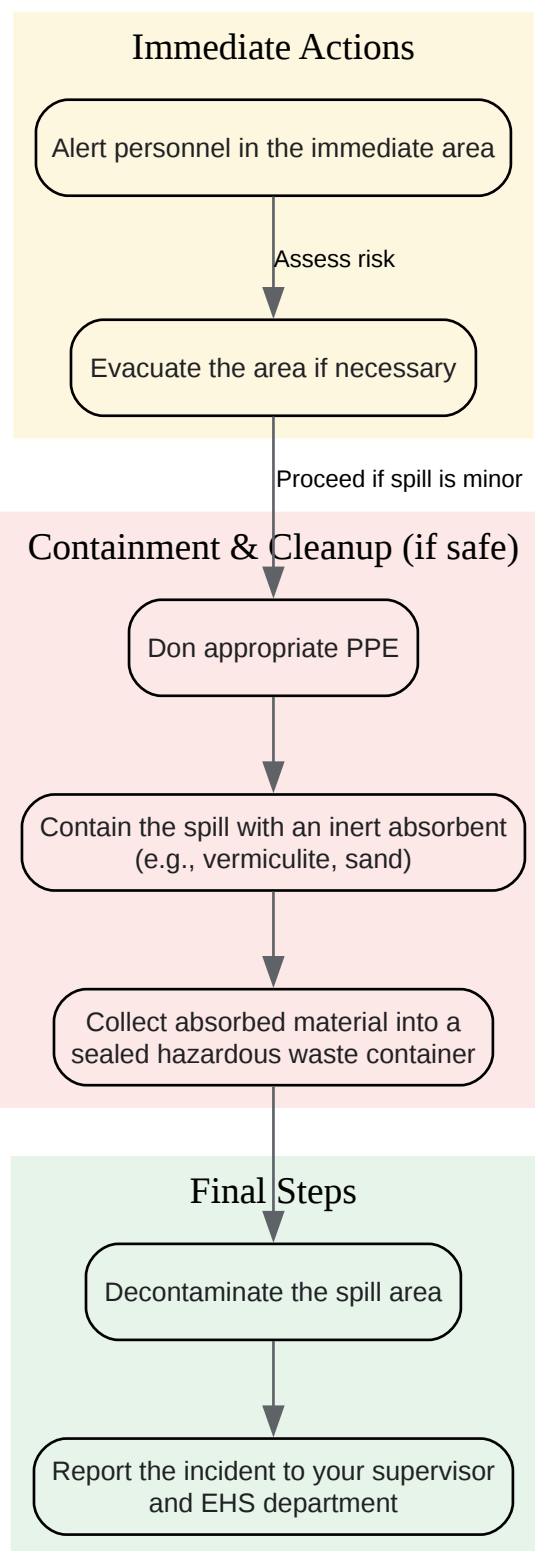 Immediate Actions
Alert personnel in the immediate area
Assess risk
Evacuate the area if necessary
Proceed if spill is minor
Containment & Cleanup (if safe)
Don appropriate PPE
Contain the spill with an inert absorbent
(e.g., vermiculite, sand)
Collect absorbed material into a
sealed hazardous waste container
Final Steps
Decontaminate the spill area
Report the incident to your supervisor
and EHS department